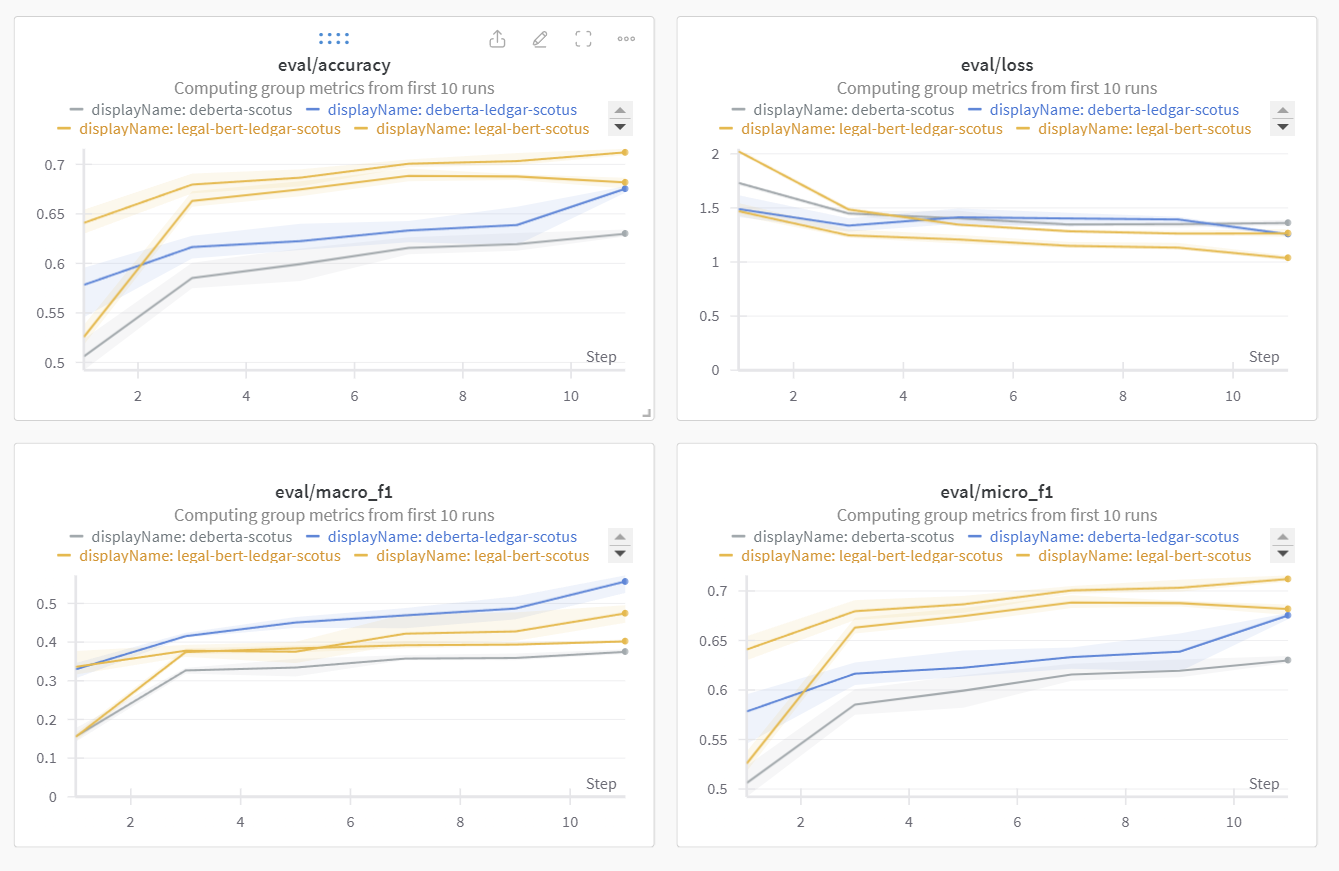 eval/accuracy
Computing group metrics from first 10 runs
displayName: deberta-scotus displayName: deberta-ledgar-scotus
displayName: legal-bert-ledgar-scotus displayName: legal-bert-scotus
0.7
0.65
0.6
0.55
0.5
Step
2 4 6 8 10
eval/loss
Computing group metrics from first 10 runs
displayName: deberta-scotus displayName: deberta-ledgar-scotus
displayName: legal-bert-ledgar-scotus displayName: legal-bert-scotus
2
1.5
1
0.5
0
Step
2 4 6 8 10
eval/macro_f1
Computing group metrics from first 10 runs
displayName: deberta-scotus displayName: deberta-ledgar-scotus
displayName: legal-bert-ledgar-scotus displayName: legal-bert-scotus
0.5
0.4
0.3
0.2
0.1
0
Step
2 4 6 8 10
eval/micro_f1
Computing group metrics from first 10 runs
displayName: deberta-scotus displayName: deberta-ledgar-scotus
displayName: legal-bert-ledgar-scotus displayName: legal-bert-scotus
0.7
0.65
0.6
0.55
0.5
Step
2 4 6 8 10